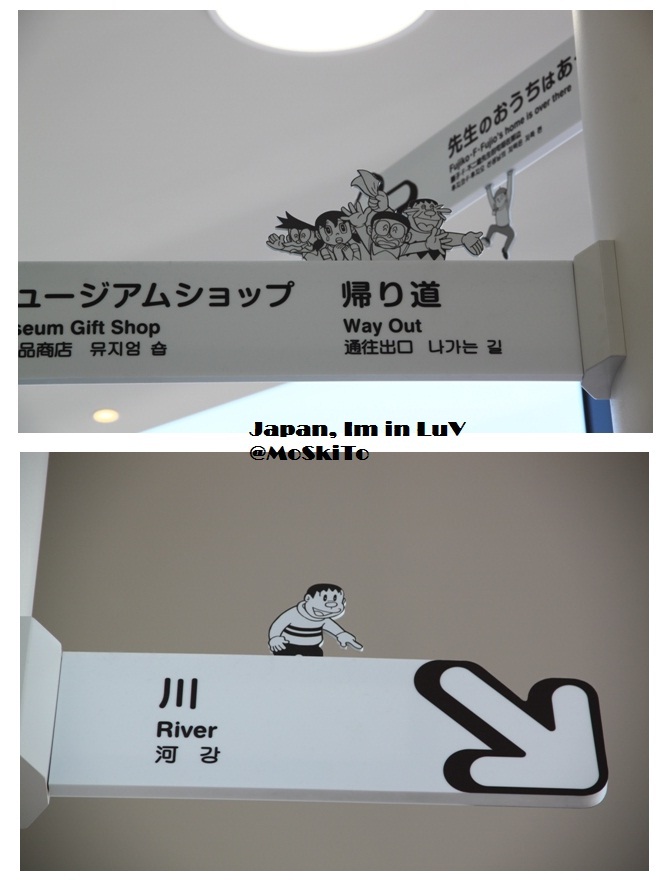 先生のおうちはあ
Fujiko・F・Fujio's home is over there
ュージアムショップ
seum Gift Shop
品商店 뮤지엄 숍
帰り道
Way Out
通往出口 나가는 길
Japan, Im in LuV
@MoSkiTo
川
River
河 강